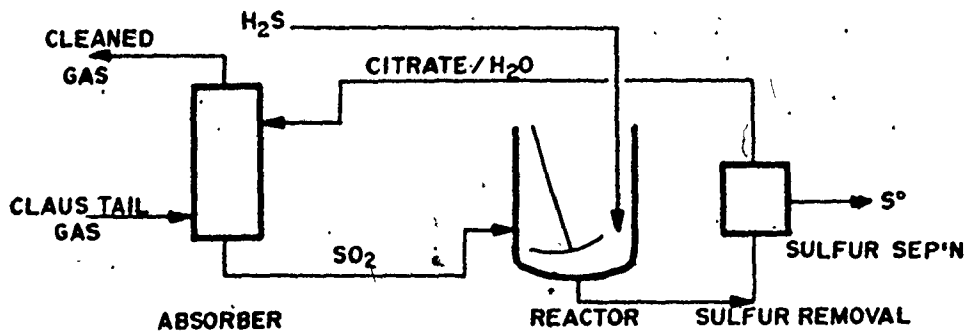 H₂S
CLEANED
GAS
CITRATE/H₂O
CLAUS TAIL
GAS
S°
SO₂
SULFUR SEP'N
ABSORBER
REACTOR
SULFUR REMOVAL